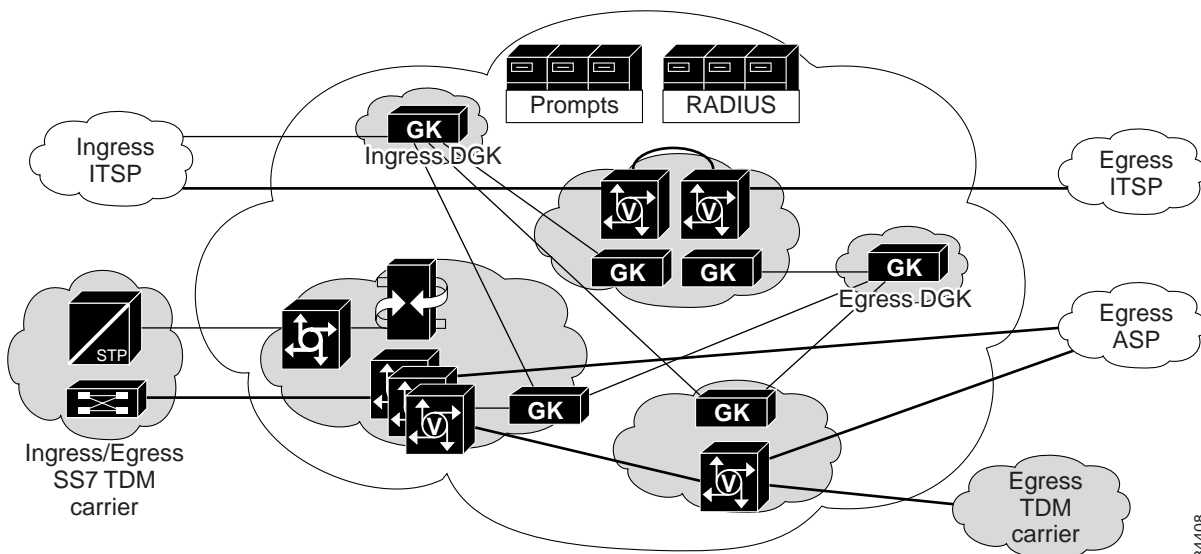 Prompts
RADIUS
GK
Ingress DGK
Ingress
ITSP
Egress
ITSP
V
V
GK
GK
GK
Egress DGK
STP
Ingress/Egress
SS7 TDM
carrier
V
GK
GK
V
Egress
ASP
Egress
TDM
carrier